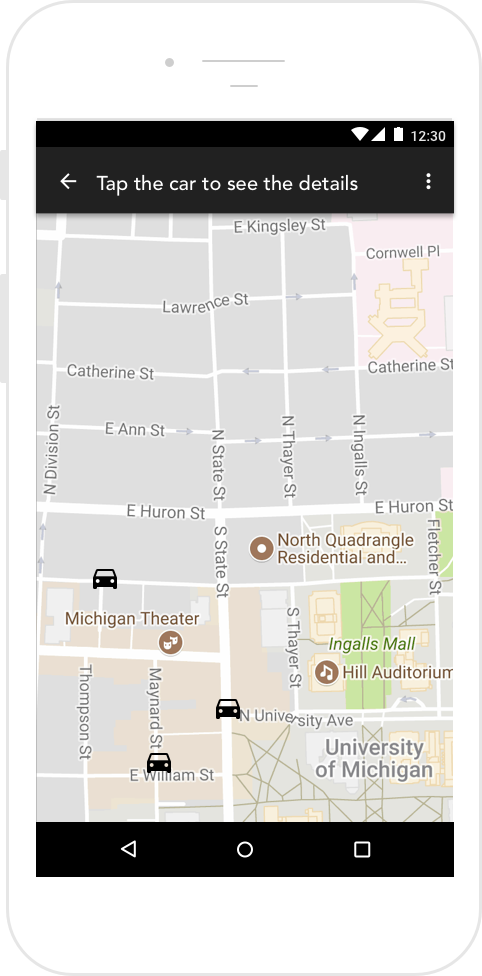 12:30
Tap the car to see the details
E Kingsley St
Cornwell Pl
Lawrence St
Catherine St
Catherine St
E Ann St
N Division St
N State St
N Thayer St
N Ingalls St
E Huron St
E Huron St
S State St
Fletcher St
North Quadrangle
Residential and...
Michigan Theater
S Thayer St
Ingalls Mall
Hill Auditorium
Thompson St
Maynard St
N University Ave
University
of Michigan
E William St